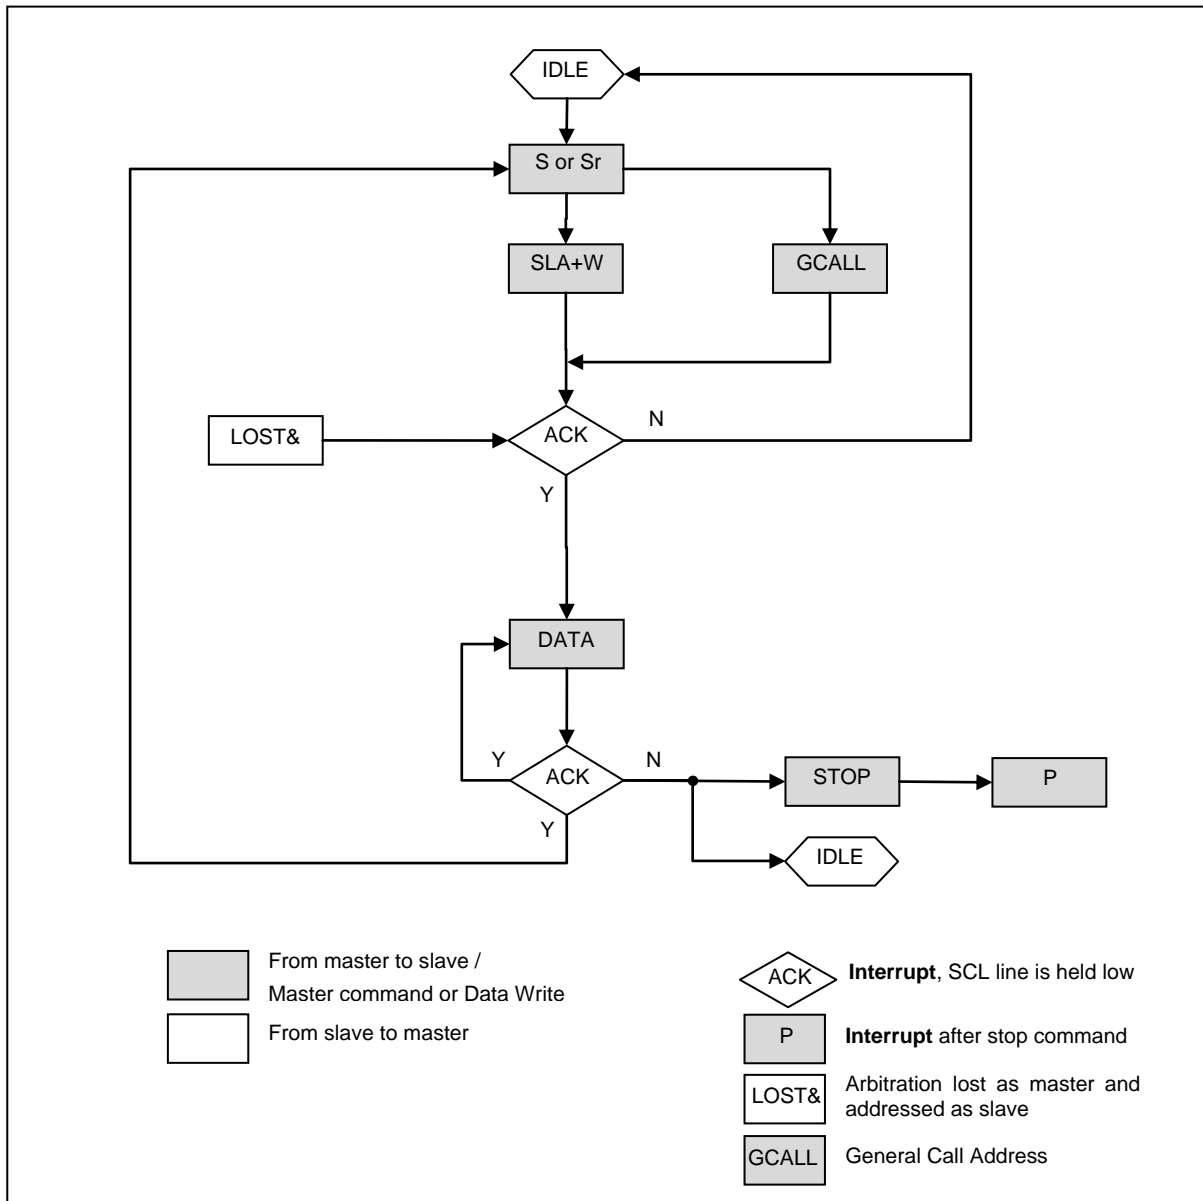 IDLE
S or Sr
SLA+W
GCALL
LOST&
ACK
N
Y
DATA
Y
ACK
N
STOP
P
Y
IDLE
From master to slave /
Master command or Data Write
From slave to master
ACK
Interrupt, SCL line is held low
P
Interrupt after stop command
LOST&
Arbitration lost as master and
addressed as slave
GCALL
General Call Address